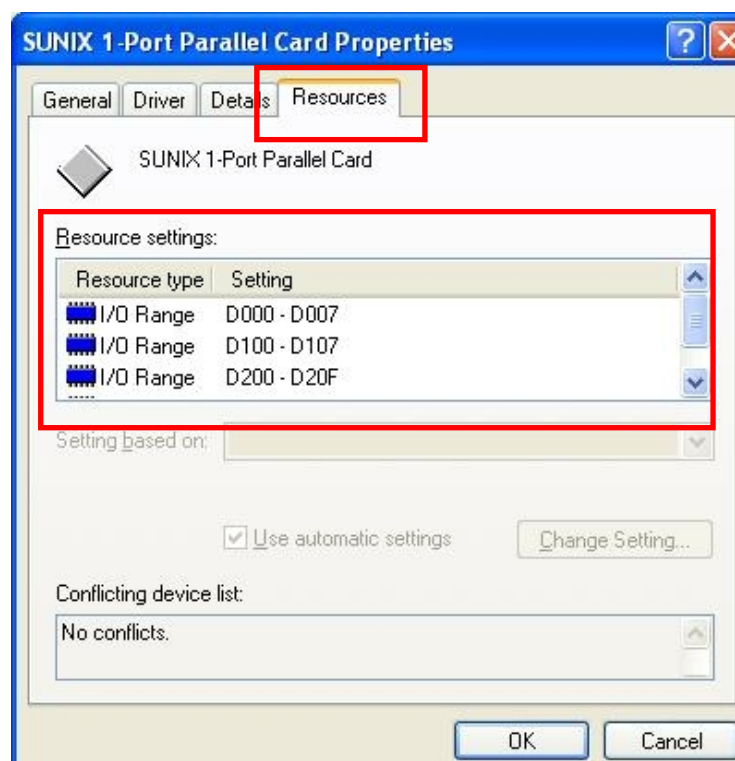 SUNIX 1-Port Parallel Card Properties
General Driver Details Resources
SUNIX 1-Port Parallel Card
Resource settings:
Resource type Setting
I/O Range D000 - D007
I/O Range D100 - D107
I/O Range D200 - D20F
Setting based on:
Use automatic settings Change Setting...
Conflicting device list:
No conflicts.
OK Cancel